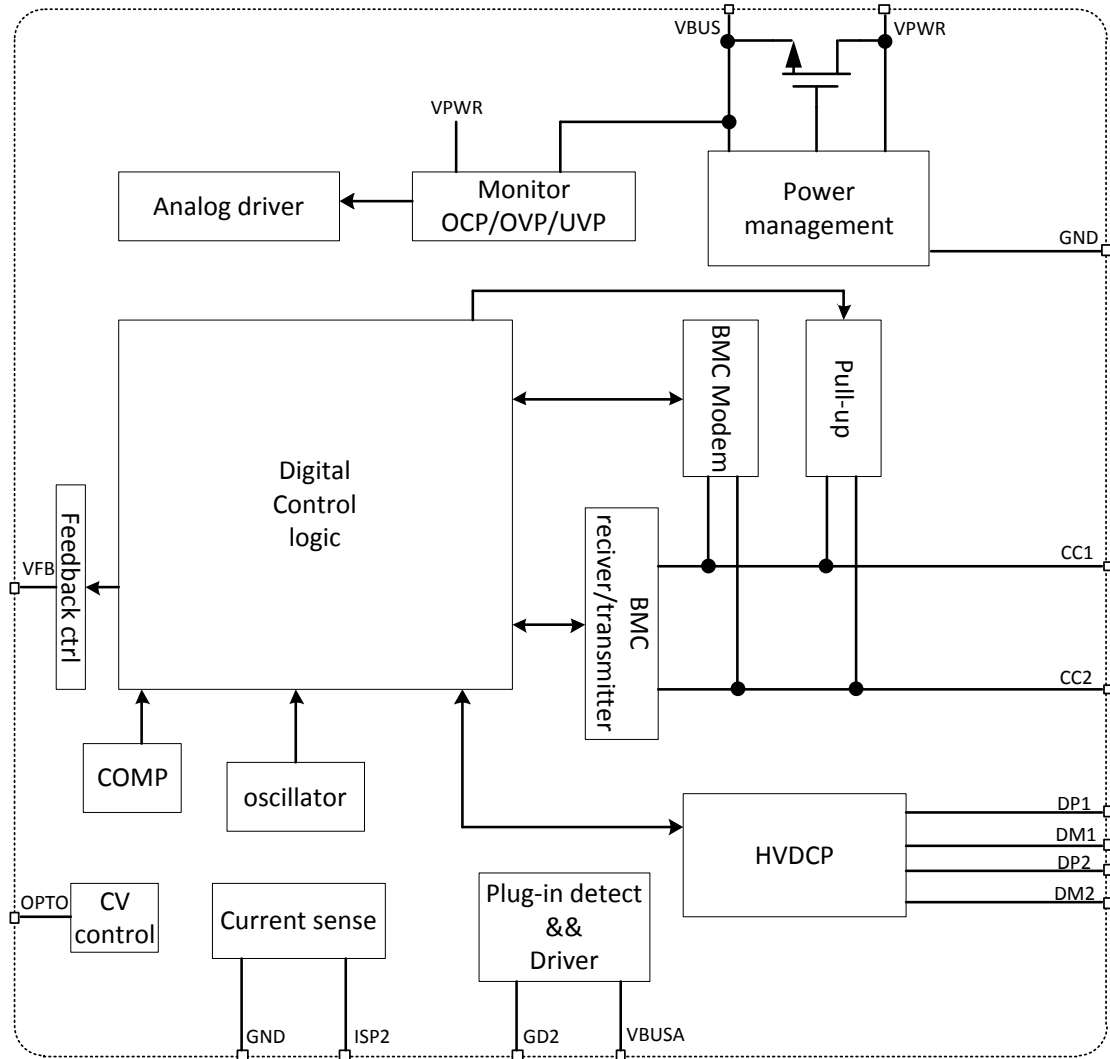 VBUS
VPWR
VPWR
Analog driver
Monitor
OCP/OVP/UVP
Power
management
GND
BMC Modem
Pull-up
Digital
Control
logic
Feedback ctrl
VFB
BMC
reciver/transmitter
CC1
CC2
COMP
oscillator
HVDCP
DP1
DM1
DP2
DM2
OPTO
CV
control
Current sense
Plug-in detect
&&
Driver
GND
ISP2
GD2
VBUSA